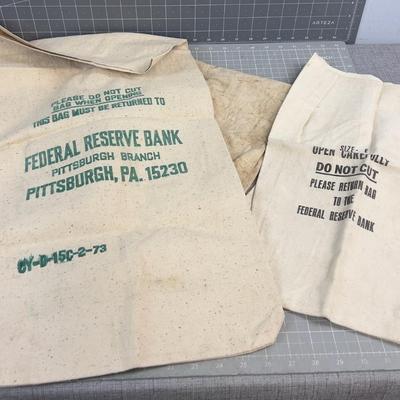 ARTEZA
PLEASE DO NOT CUT
BAG WHEN OPENING
THIS BAG MUST BE RETURNED TO
FEDERAL RESERVE BANK
PITTSBURGH BRANCH
PITTSBURGH, PA. 15230
CY-D-15C-2-73
SIZE-
OPEN CAREFULLY
DO NOT CUT
PLEASE RETURN BAG
TO THE
FEDERAL RESERVE BANK